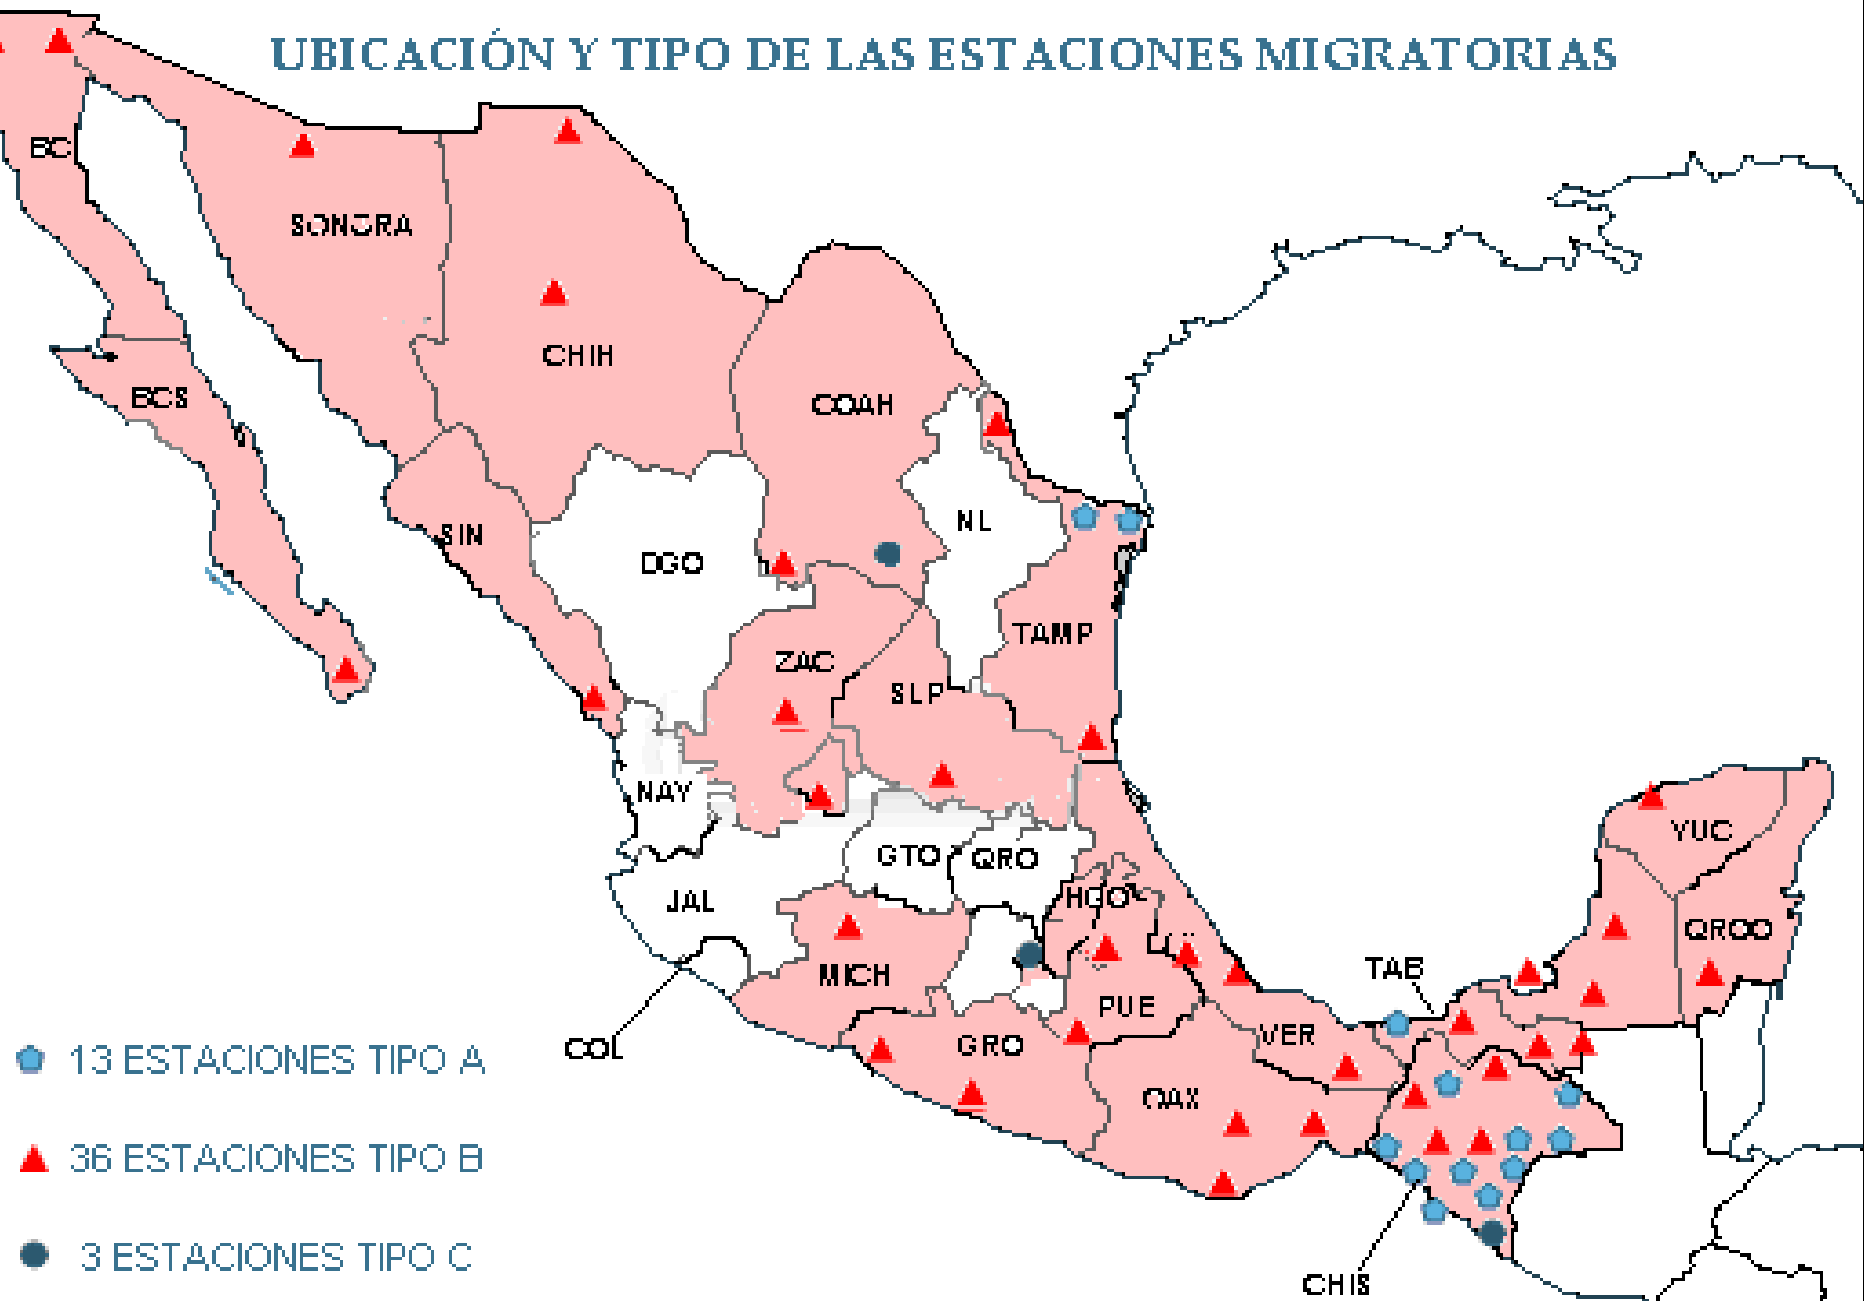 UBICACIÓN Y TIPO DE LAS ESTACIONES MIGRATORIAS
BC
SONORA
CHIH
BCS
COAH
SIN
DGO
NL
TAMP
ZAC
SLP
NAY
GTO
QRO
JAL
HGO
MICH
PUE
COL
GRO
VER
OAX
TAB
YUC
QROO
CHIS
13 ESTACIONES TIPO A
36 ESTACIONES TIPO B
3 ESTACIONES TIPO C